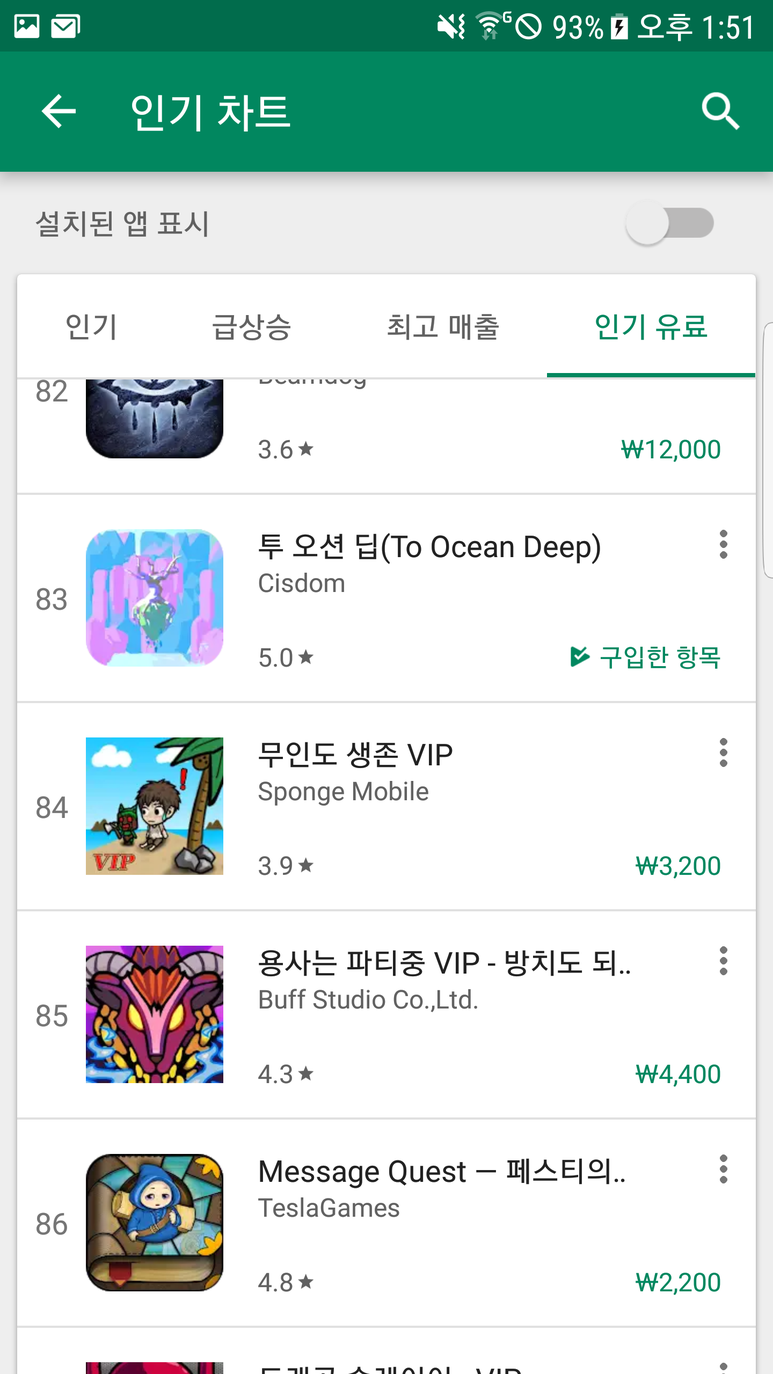 93% 오후 1:51
인기 차트
설치된 앱 표시
인기 급상승 최고 매출 인기 유료
82
Beamdog
3.6★ ₩12,000
83
투 오션 딥(To Ocean Deep)
Cisdom
5.0★ 구입한 항목
84
무인도 생존 VIP
Sponge Mobile
VIP
3.9★ ₩3,200
85
용사는 파티중 VIP - 방치도 되..
Buff Studio Co.,Ltd.
4.3★ ₩4,400
86
Message Quest — 페스티의..
TeslaGames
4.8★ ₩2,200